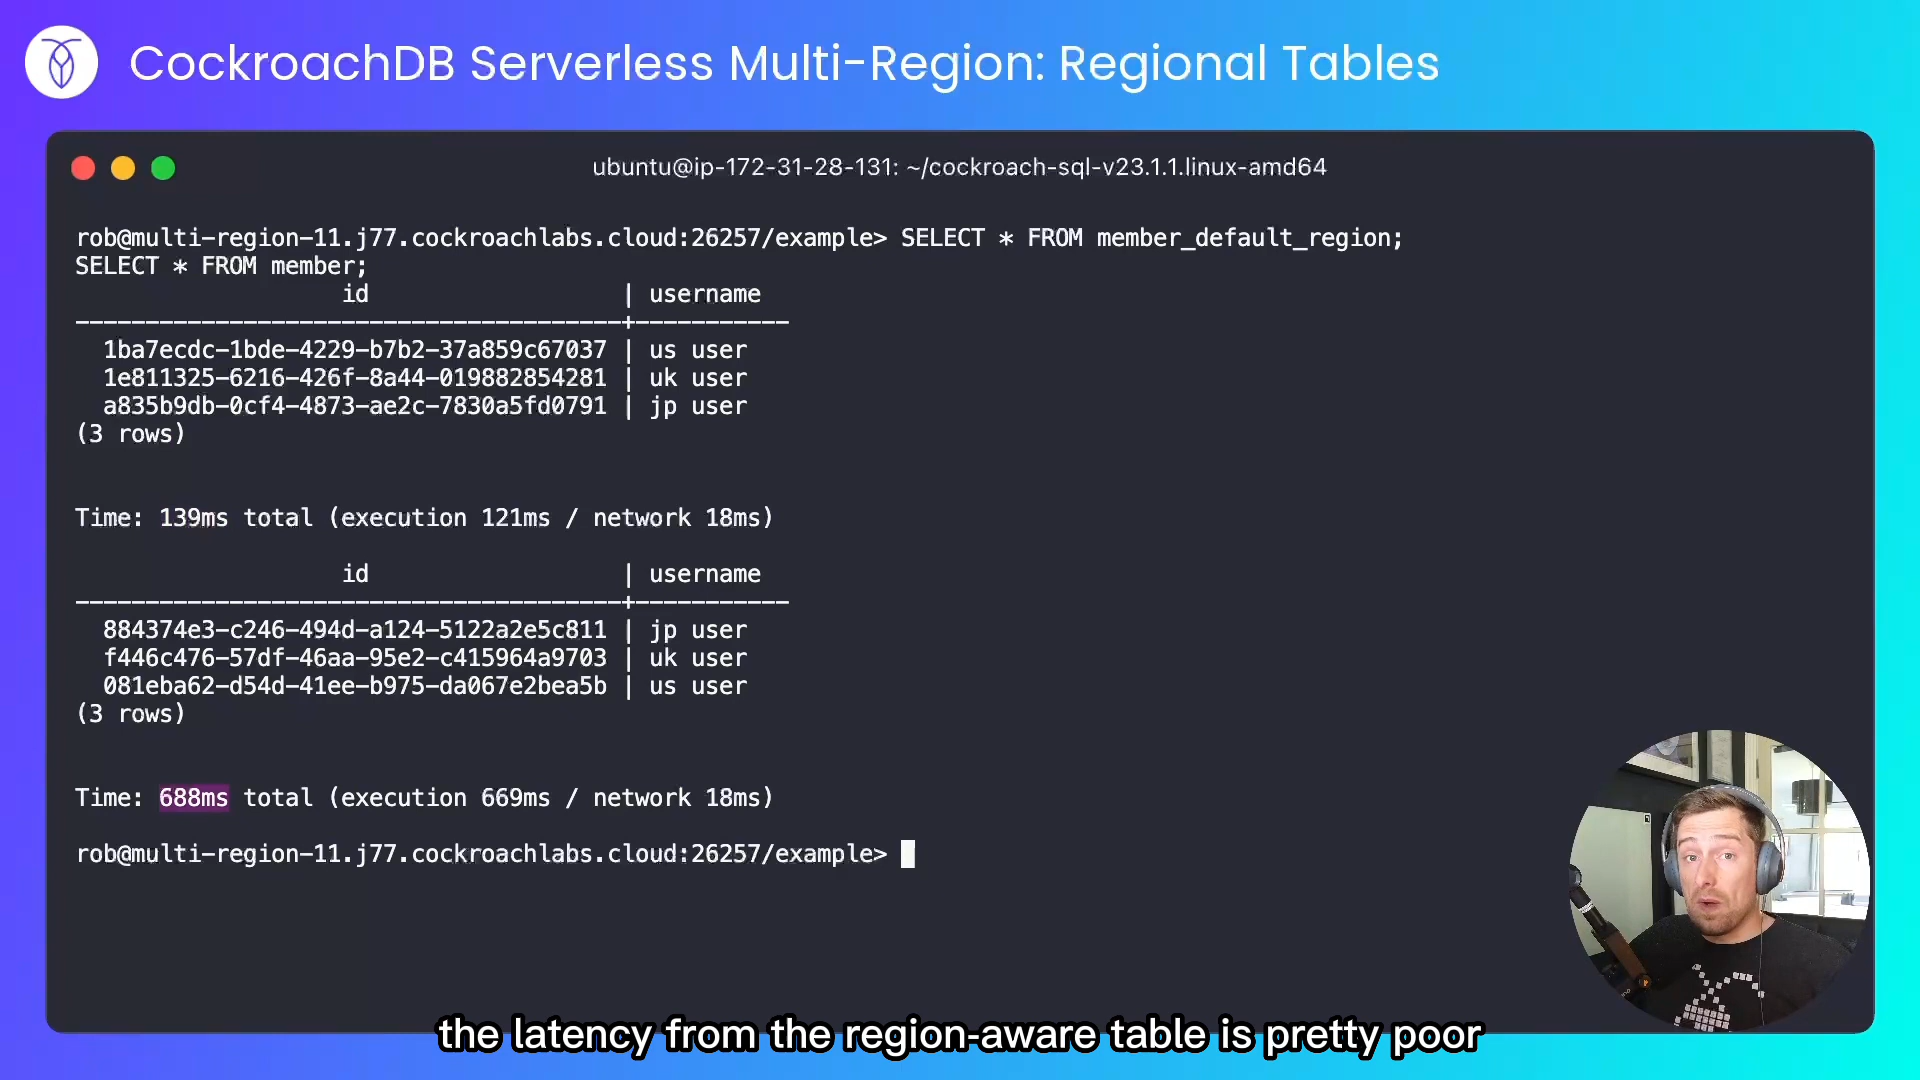 CockroachDB Serverless Multi-Region: Regional Tables
ubuntu@ip-172-31-28-131: ~/cockroach-sql-v23.1.1.linux-amd64
rob@multi-region-11.j77.cockroachlabs.cloud:26257/example> SELECT * FROM member_default_region;
SELECT * FROM member;
id | username
---------------------------------------+-----------
1ba7ecdc-1bde-4229-b7b2-37a859c67037 | us user
1e811325-6216-426f-8a44-019882854281 | uk user
a835b9db-0cf4-4873-ae2c-7830a5fd0791 | jp user
(3 rows)
Time: 139ms total (execution 121ms / network 18ms)
id | username
---------------------------------------+-----------
884374e3-c246-494d-a124-5122a2e5c811 | jp user
f446c476-57df-46aa-95e2-c415964a9703 | uk user
081eba62-d54d-41ee-b975-da067e2bea5b | us user
(3 rows)
Time: 688ms total (execution 669ms / network 18ms)
rob@multi-region-11.j77.cockroachlabs.cloud:26257/example>
the latency from the region-aware table is pretty poor